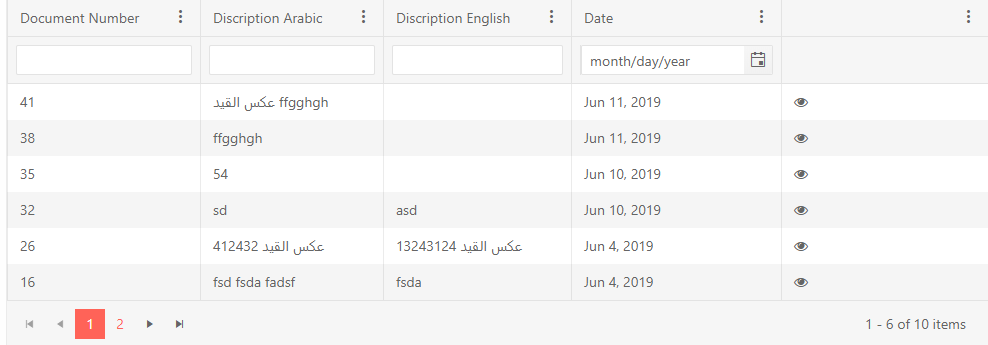 Document Number Discription Arabic Discription English Date
month/day/year
41 عكس القيد ffgghgh Jun 11, 2019
38 ffgghgh Jun 11, 2019
35 54 Jun 10, 2019
32 sd asd Jun 10, 2019
26 عكس القيد 412432 عكس القيد 13243124 Jun 4, 2019
16 fsd fsda fadsf fsda Jun 4, 2019
1 2 1 - 6 of 10 items